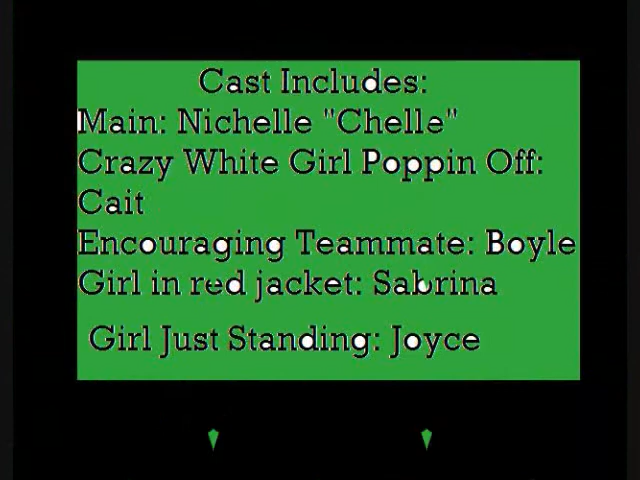 Cast Includes:
Main: Nichelle "Chelle"
Crazy White Girl Poppin Off:
Cait
Encouraging Teammate: Boyle
Girl in red jacket: Sabrina
Girl Just Standing: Joyce